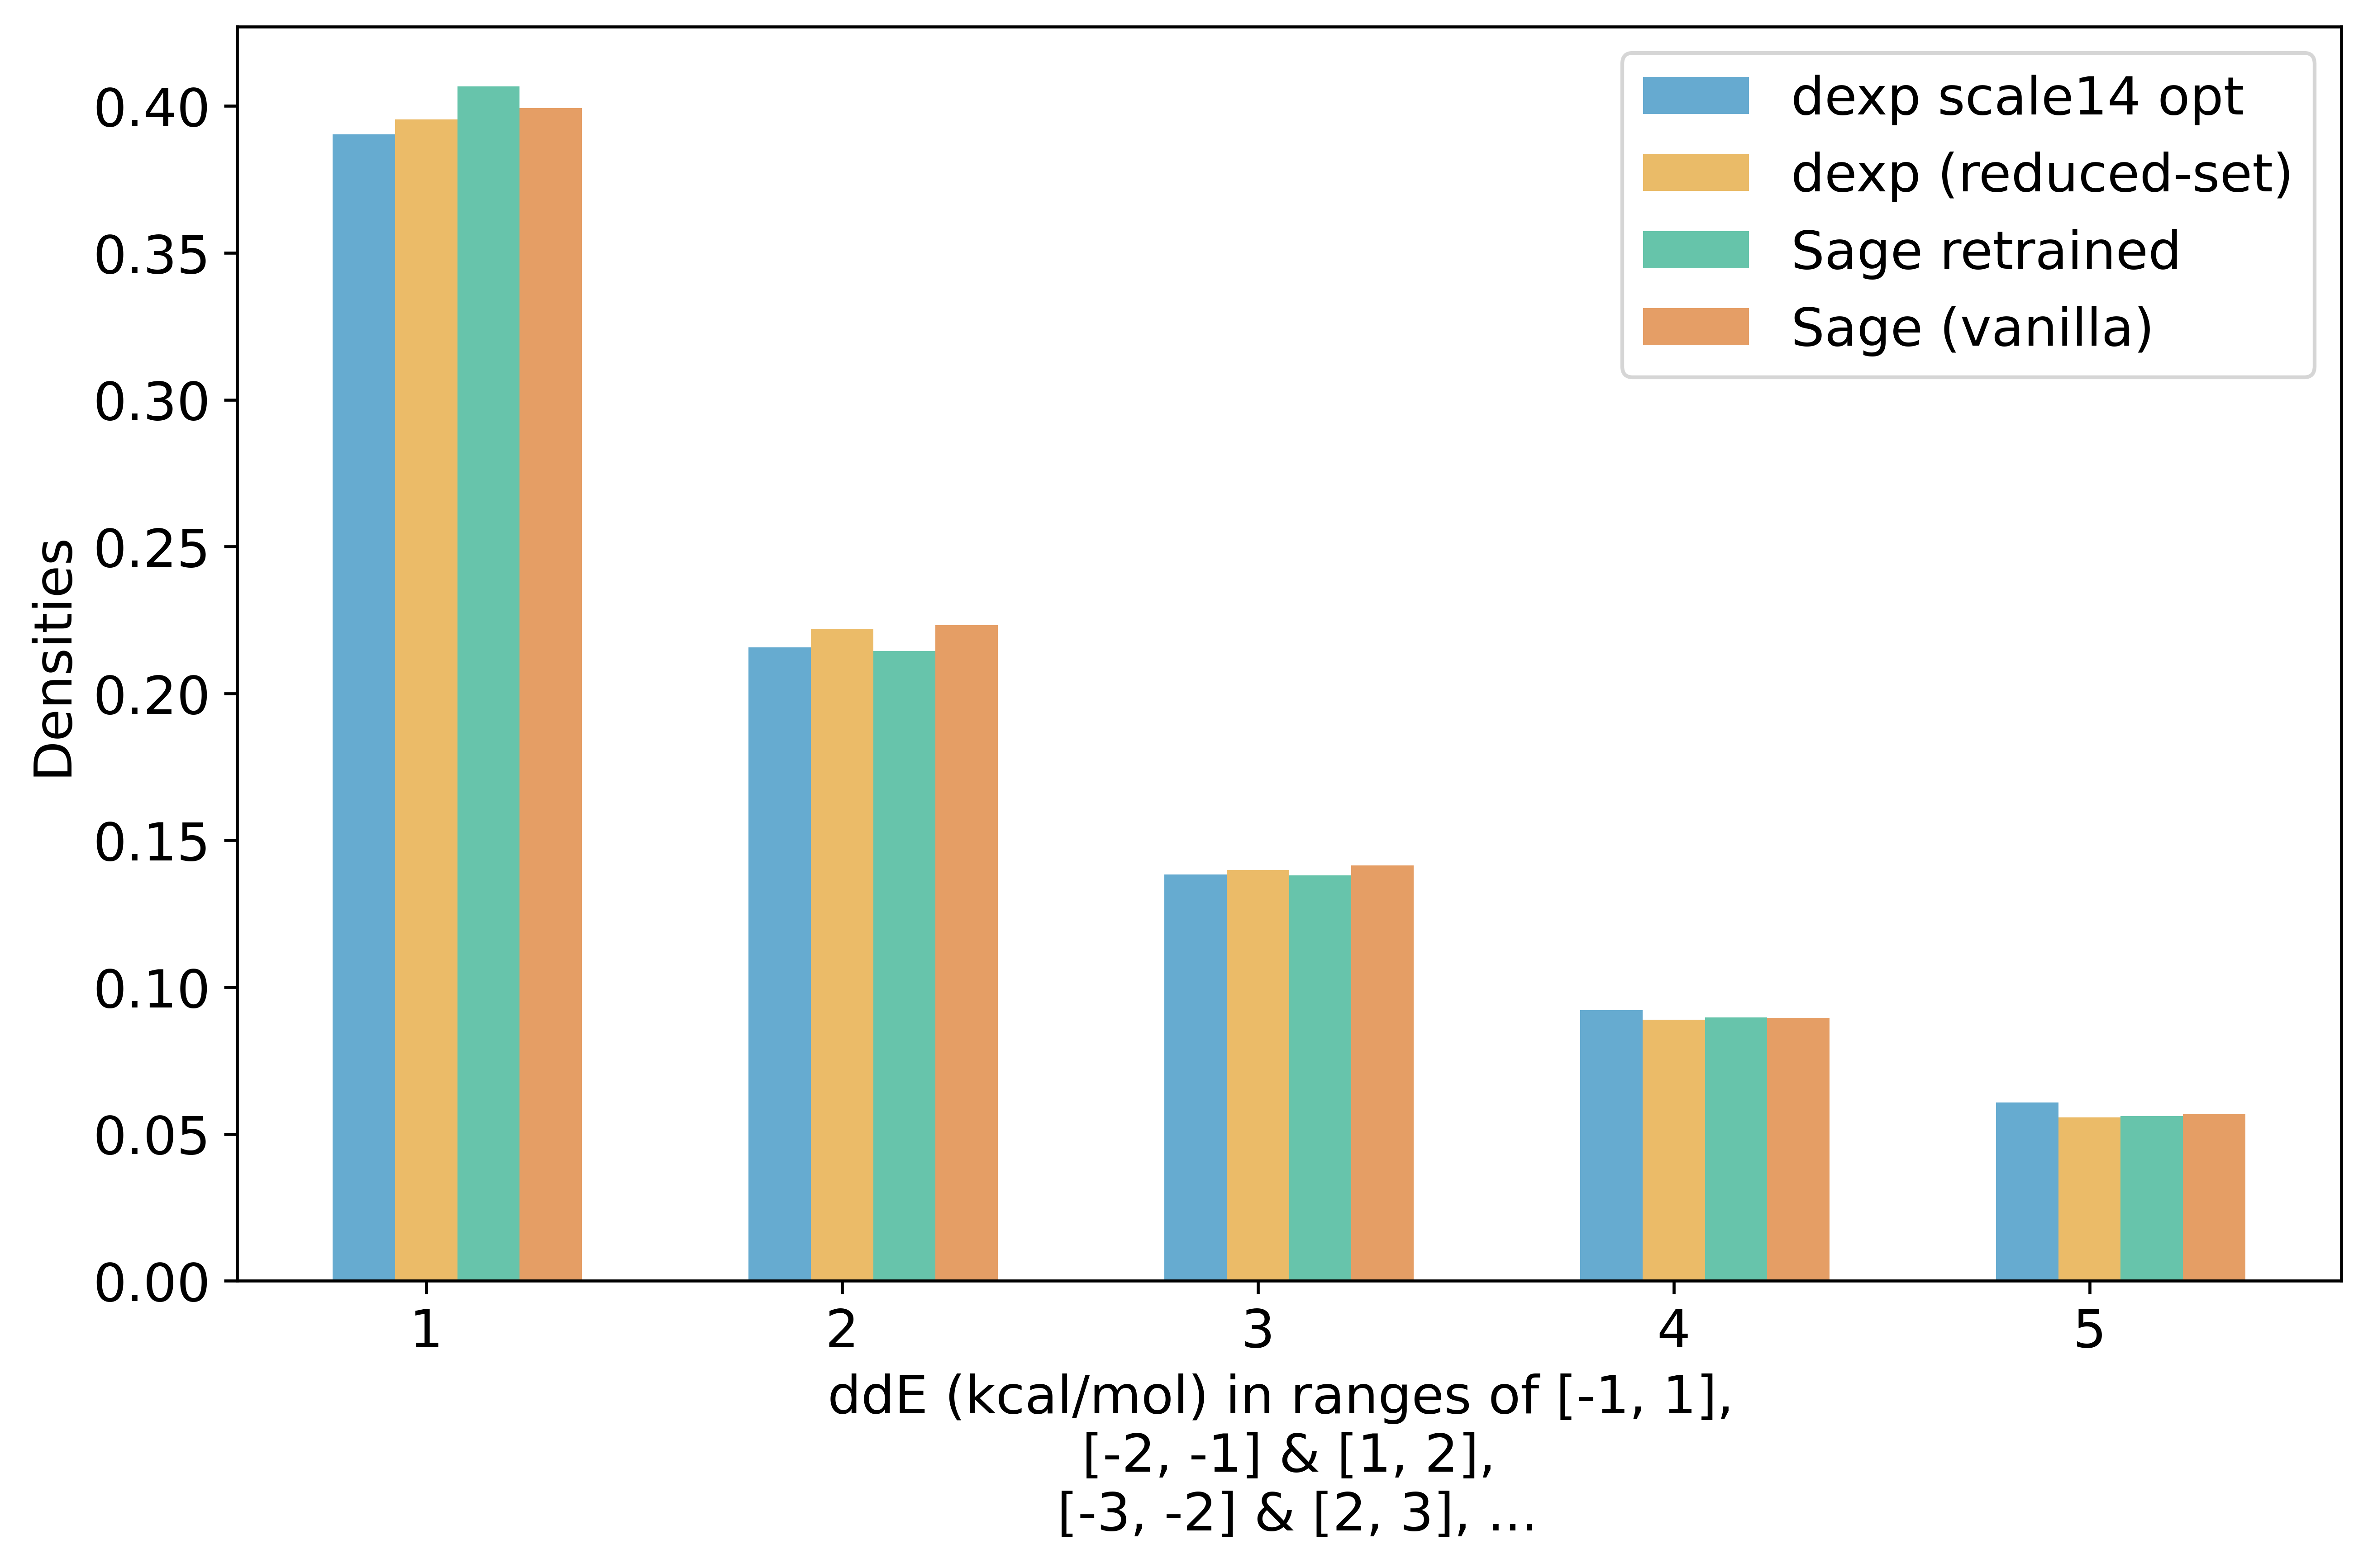 0.40
0.35
0.30
0.25
0.20
0.15
0.10
0.05
0.00
Densities
dexp scale14 opt
dexp (reduced-set)
Sage retrained
Sage (vanilla)
1 2 3 4 5
ddE (kcal/mol) in ranges of [-1, 1],
[-2, -1] & [1, 2],
[-3, -2] & [2, 3], ...